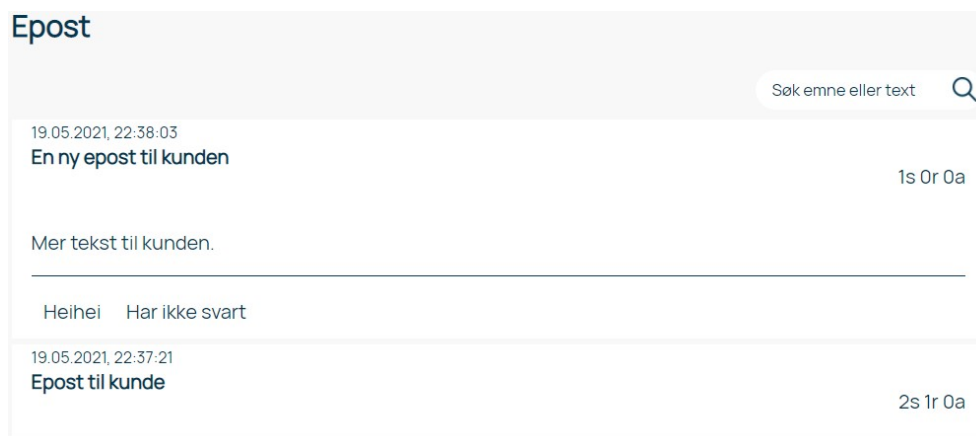 Epost
Søk emne eller text
19.05.2021, 22:38:03
En ny epost til kunden
1s 0r 0a
Mer tekst til kunden.
Heihei Har ikke svart
19.05.2021, 22:37:21
Epost til kunde
2s 1r 0a